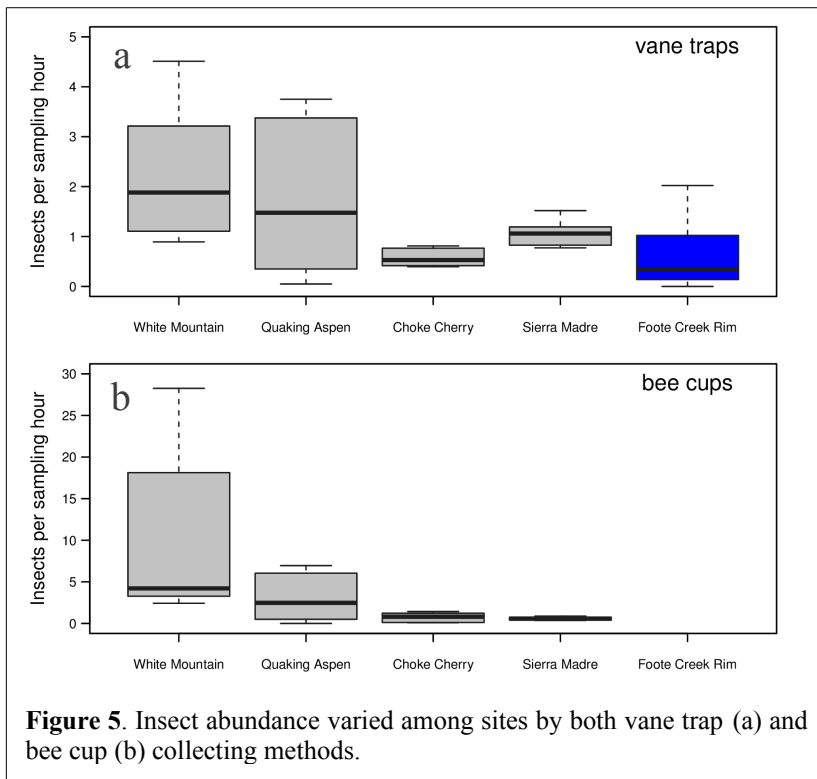 a
vane traps
Insects per sampling hour
5
4
3
2
1
0
White Mountain Quaking Aspen Choke Cherry Sierra Madre Foote Creek Rim
b
bee cups
Insects per sampling hour
30
25
20
15
10
5
0
White Mountain Quaking Aspen Choke Cherry Sierra Madre Foote Creek Rim
Figure 5. Insect abundance varied among sites by both vane trap (a) and
bee cup (b) collecting methods.